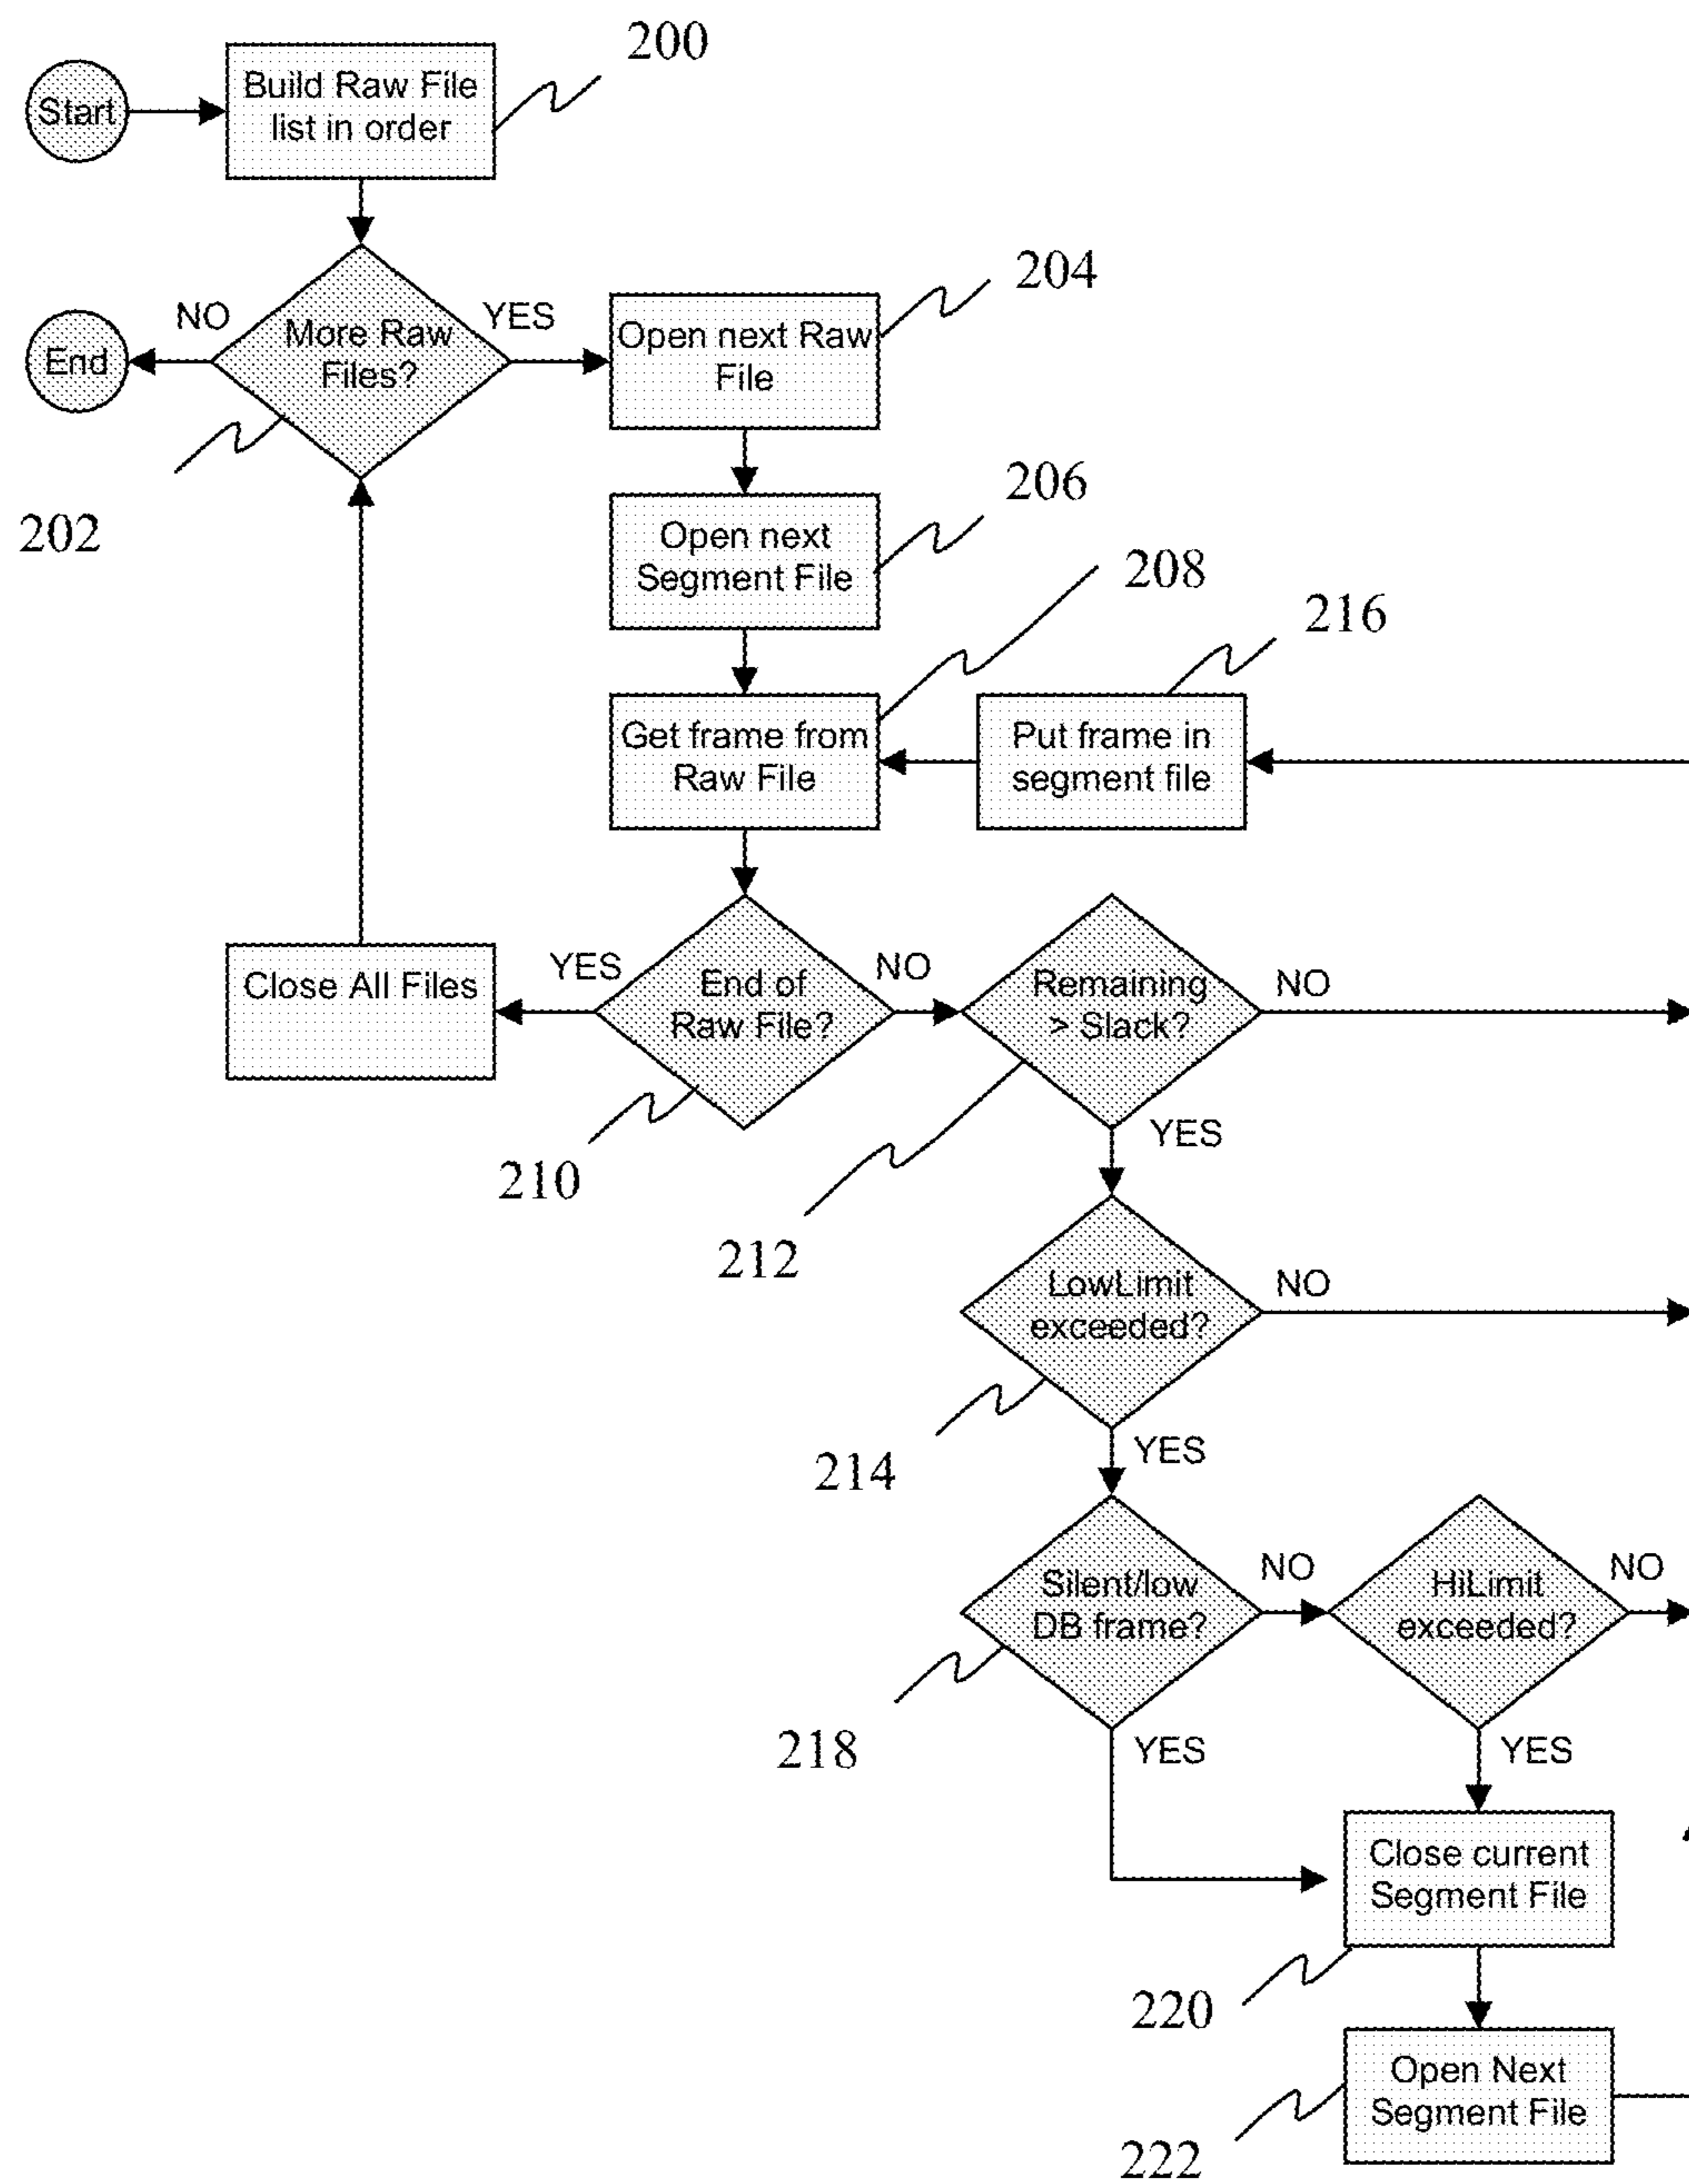 200
Start
Build Raw File
list in order
204
NO
YES
End
More Raw
Files?
Open next Raw
File
202
206
Open next
Segment File
208
216
Get frame from
Raw File
Put frame in
segment file
Close All Files
YES
End of
Raw File?
NO
Remaining
> Slack?
NO
210
YES
212
LowLimit
exceeded?
NO
214
YES
Silent/low
DB frame?
NO
HiLimit
exceeded?
NO
218
YES
YES
Close current
Segment File
220
Open Next
Segment File
222